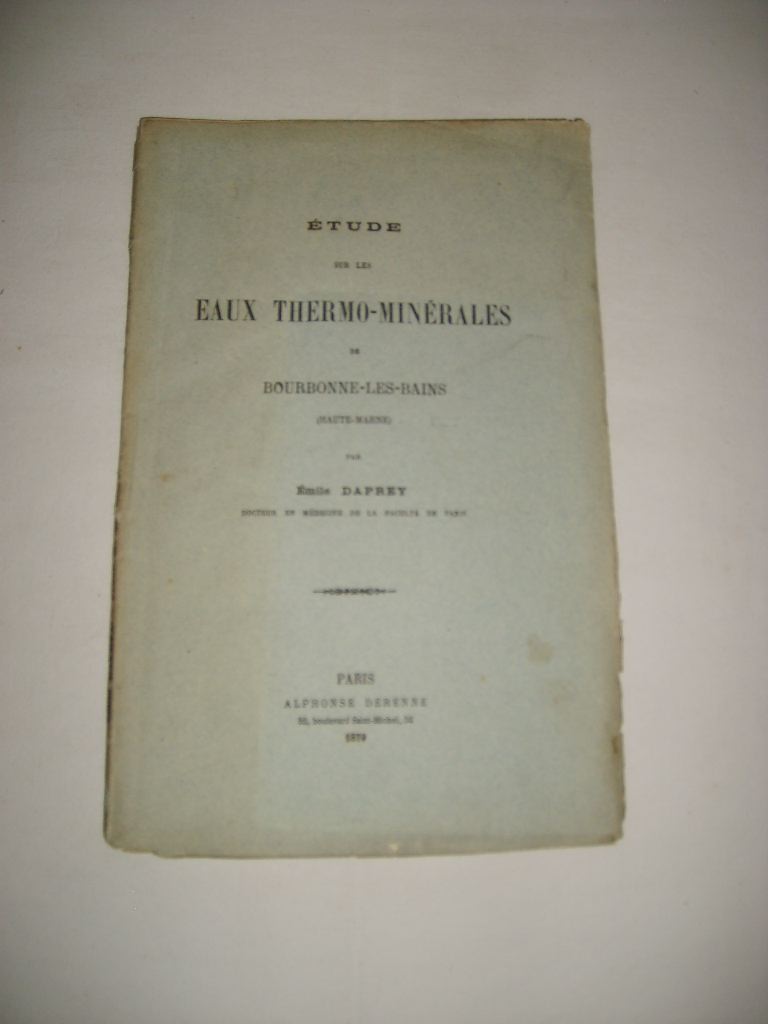 ÉTUDE
SUR LES
EAUX THERMO-MINÉRALES
DE
BOURBONNE-LES-BAINS
(HAUTE-MARNE)
PAR
Émile DAPREY
DOCTEUR EN MÉDECINE DE LA FACULTÉ DE PARIS
PARIS
ALPHONSE DERENNE
52, boulevard Saint-Michel, 52
1879